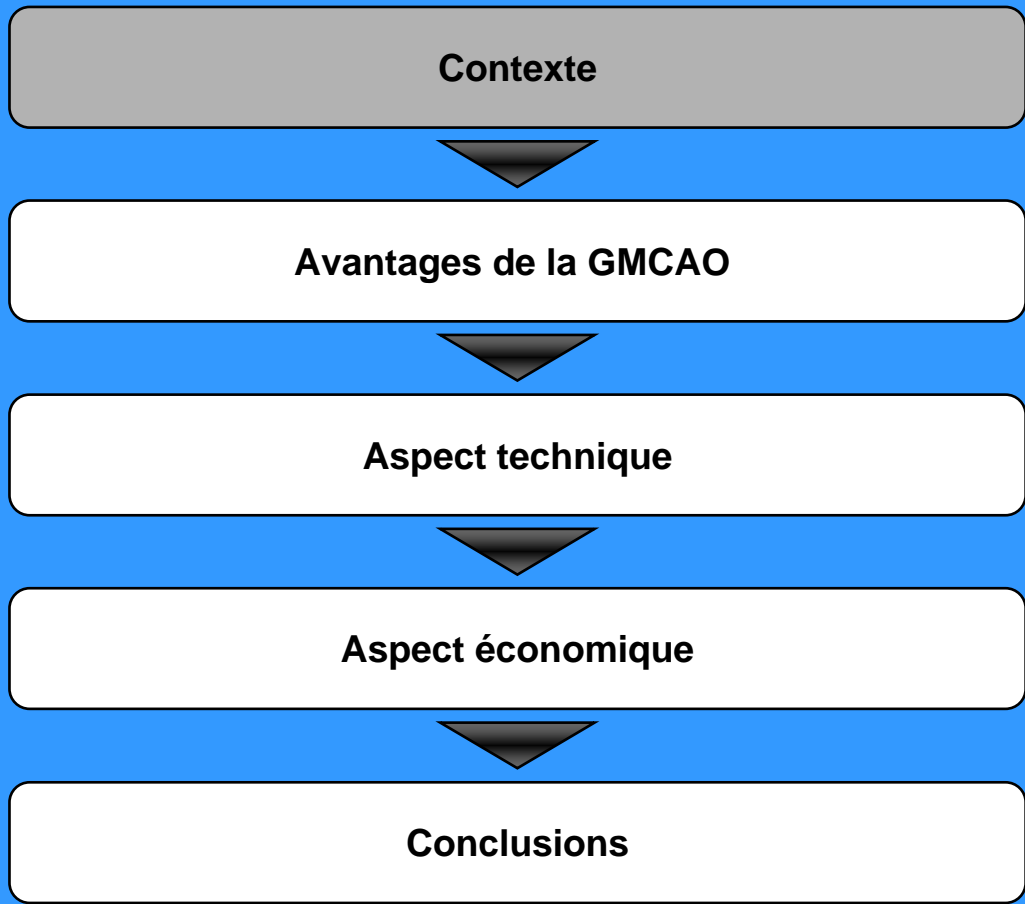 Contexte
Avantages de la GMCAO
Aspect technique
Aspect économique
Conclusions